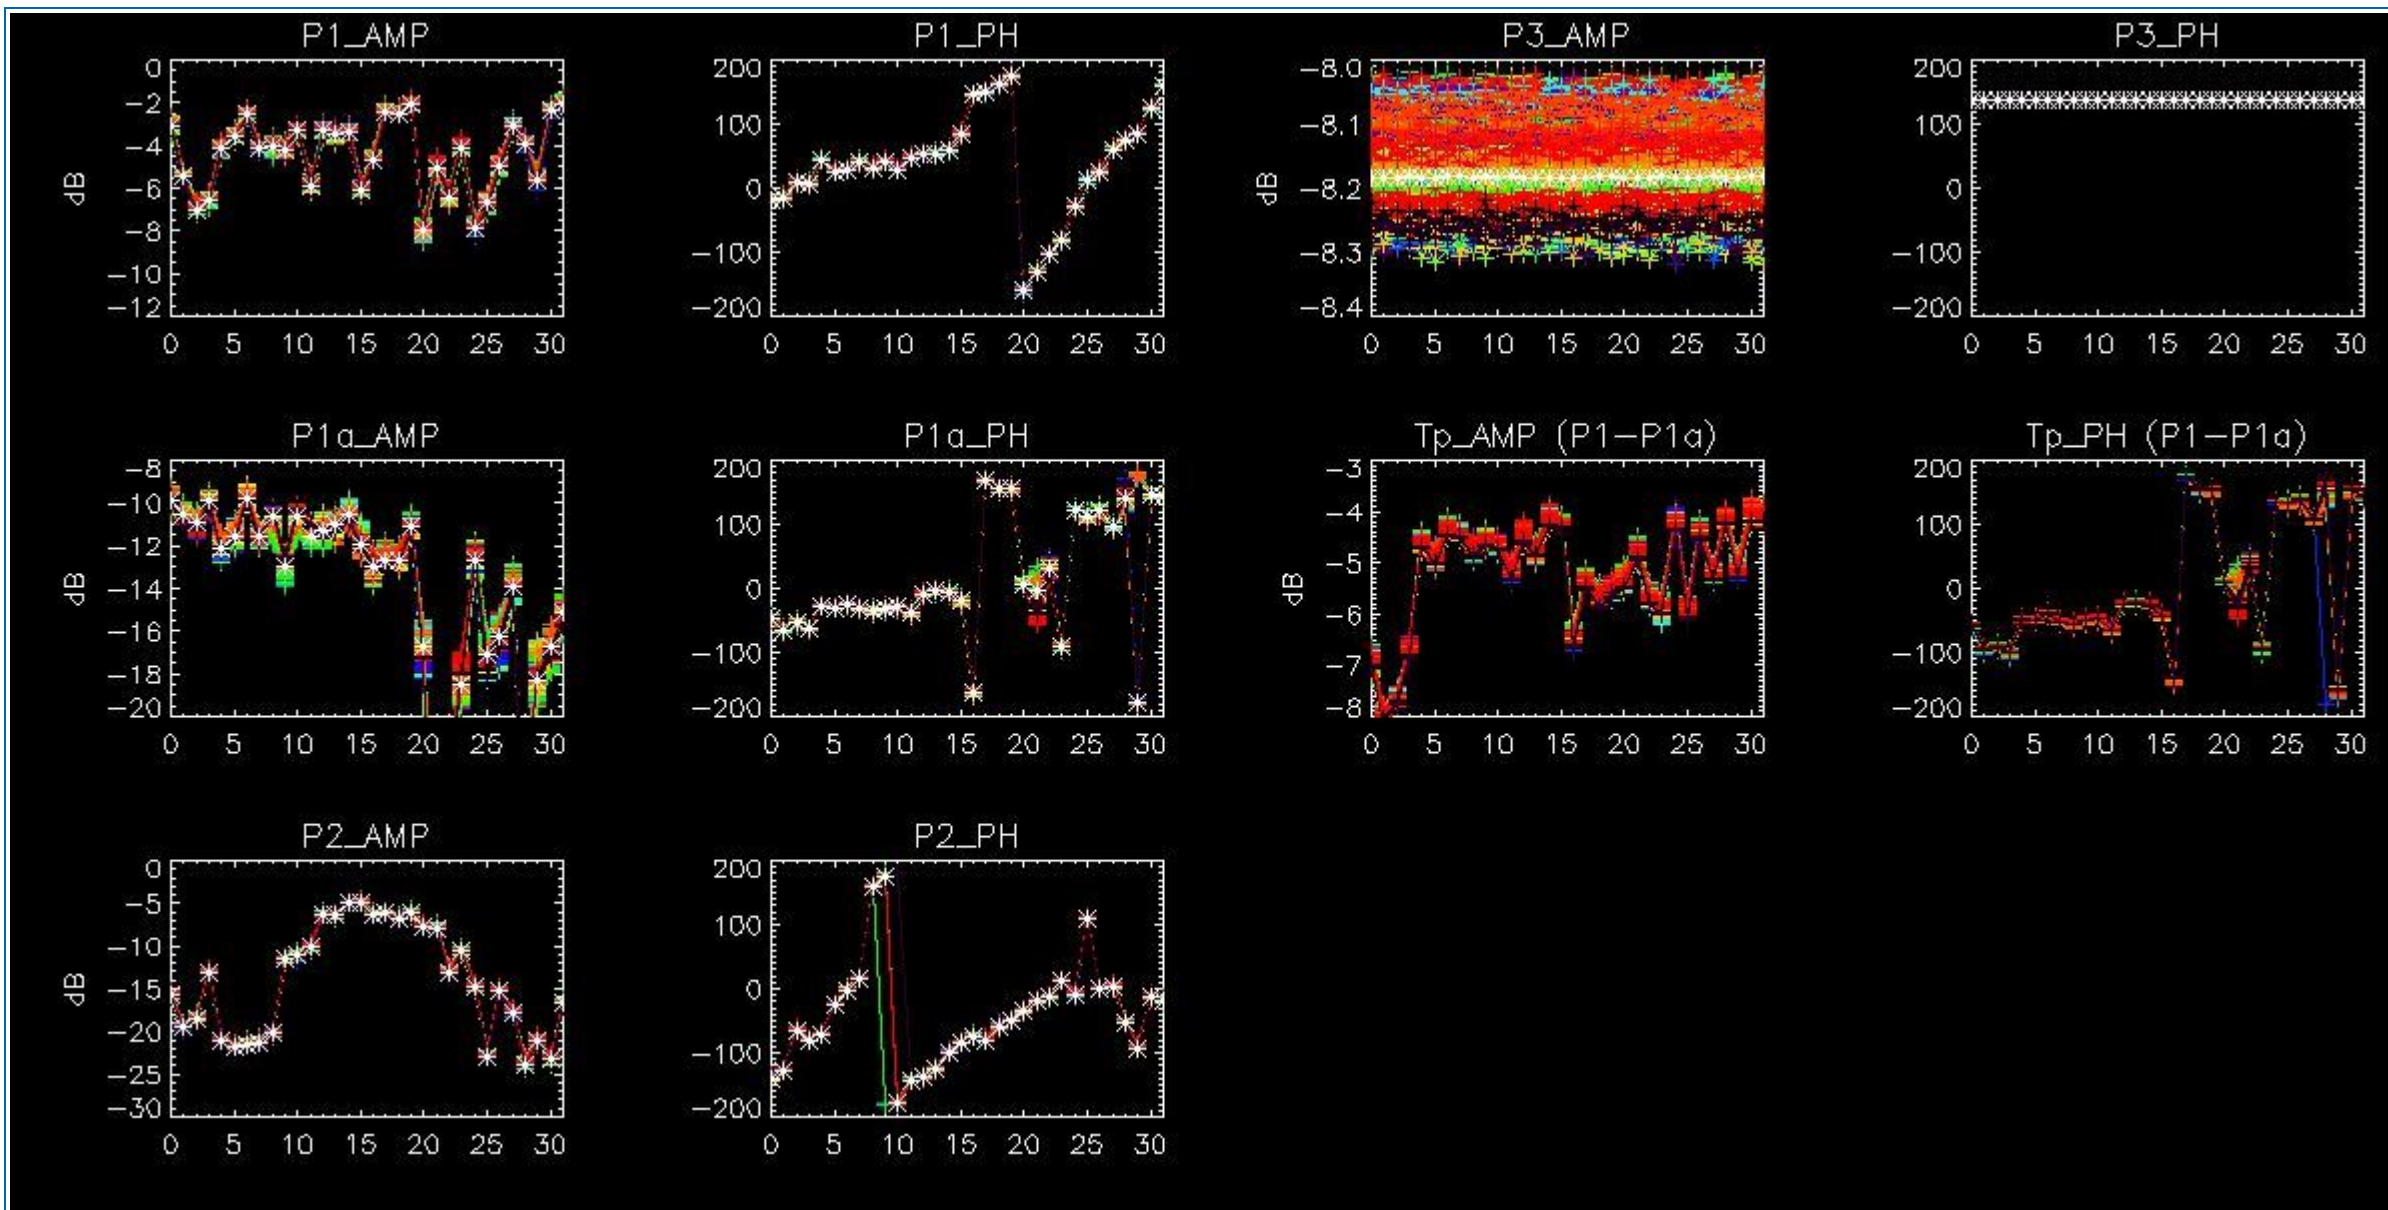 P1_AMP P1_PH P3_AMP P3_PH
0 200 -8.0 200
-2
-4 100 -8.1 100
dB -6 0 dB -8.2 0
-8
-10 -100 -8.3 -100
-12 -200 -8.4 -200
0 5 10 15 20 25 30 0 5 10 15 20 25 30 0 5 10 15 20 25 30 0 5 10 15 20 25 30
P1a_AMP P1a_PH Tp_AMP (P1-P1a) Tp_PH (P1-P1a)
-8 200 -3 200
-10
-12 100 -4 100
dB -14 0 dB -5 0
-16 -6
-18 -100 -7 -100
-20 -200 -8 -200
0 5 10 15 20 25 30 0 5 10 15 20 25 30 0 5 10 15 20 25 30 0 5 10 15 20 25 30
P2_AMP P2_PH
0 200
-5
-10 100
dB -15 0
-20
-25 -100
-30 -200
0 5 10 15 20 25 30 0 5 10 15 20 25 30